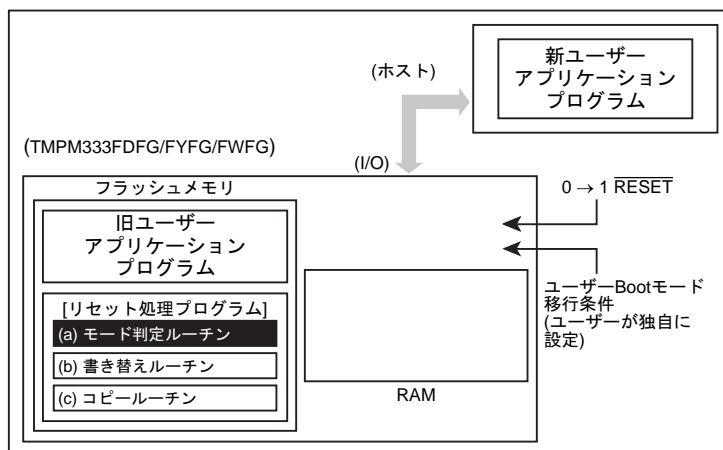 新ユーザー
アプリケーション
プログラム
(ホスト)
(TMPM333FDFG/FYFG/FWFG)
(I/O)
フラッシュメモリ
0 → 1 RESET
旧ユーザー
アプリケーション
プログラム
ユーザーBootモード
移行条件
(ユーザーが独自に
設定)
[リセット処理プログラム]
(a) モード判定ルーチン
(b) 書き替えルーチン
(c) コピールーチン
RAM